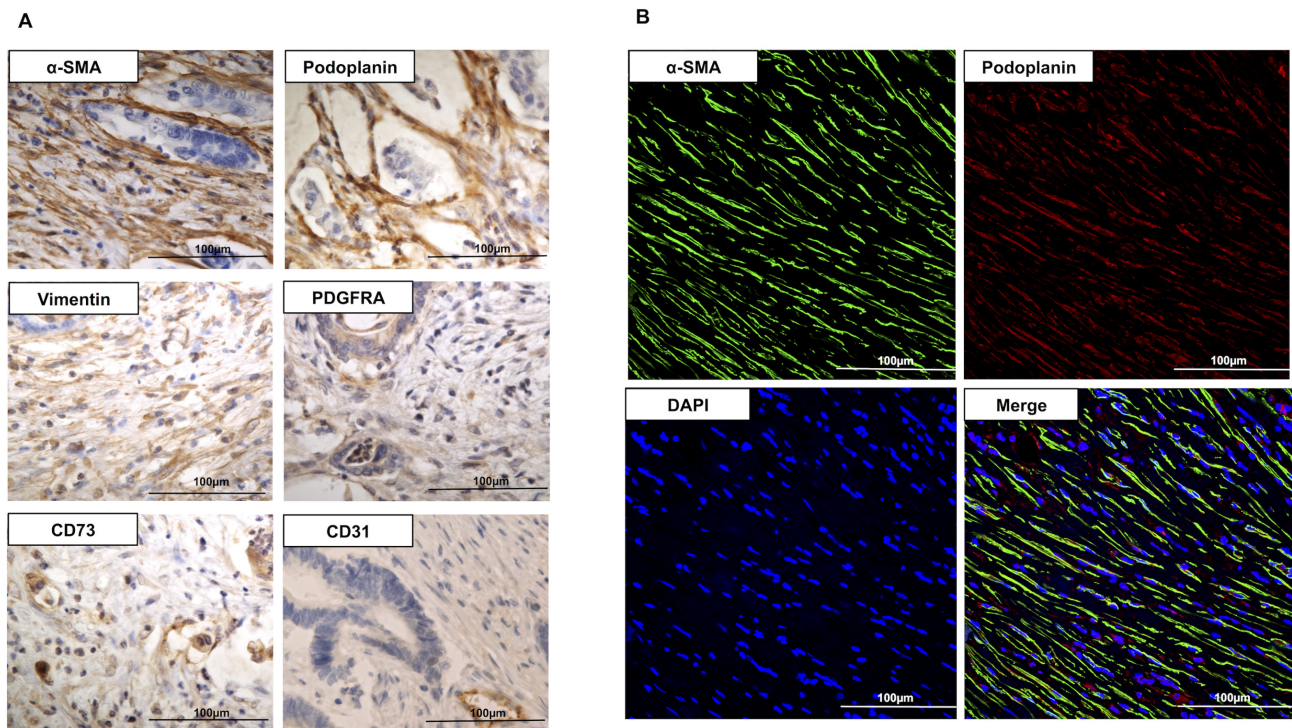 A
α-SMA
100μm
Podoplanin
100μm
Vimentin
100μm
PDGFRA
100μm
CD73
100μm
CD31
100μm
B
α-SMA
100μm
Podoplanin
100μm
DAPI
100μm
Merge
100μm